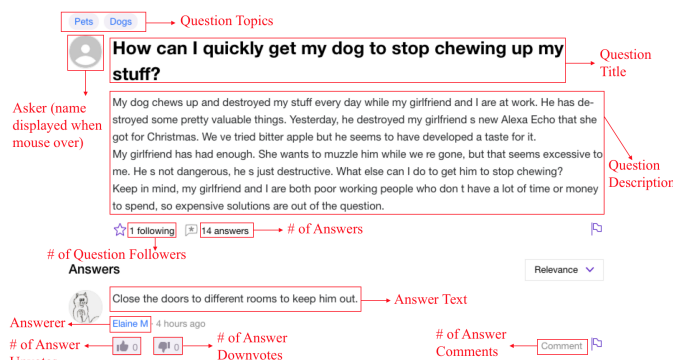 Pets Dogs Question Topics
How can I quickly get my dog to stop chewing up my
stuff?
Question
Title
Asker (name
displayed when
mouse over)
My dog chews up and destroyed my stuff every day while my girlfriend and I are at work. He has de-
stroyed some pretty valuable things. Yesterday, he destroyed my girlfriend s new Alexa Echo that she
got for Christmas. We ve tried bitter apple but he seems to have developed a taste for it.
My girlfriend has had enough. She wants to muzzle him while we re gone, but that seems excessive to
me. He s not dangerous, he s just destructive. What else can I do to get him to stop chewing?
Keep in mind, my girlfriend and I are both poor working people who don t have a lot of time or money
to spend, so expensive solutions are out of the question.
Question
Description
1 following 14 answers # of Answers
# of Question Followers
Answers
Relevance
Close the doors to different rooms to keep him out. Answer Text
Answerer Elaine M · 4 hours ago
# of Answer
0 0
# of Answer
Downvotes
# of Answer
Comments
Comment